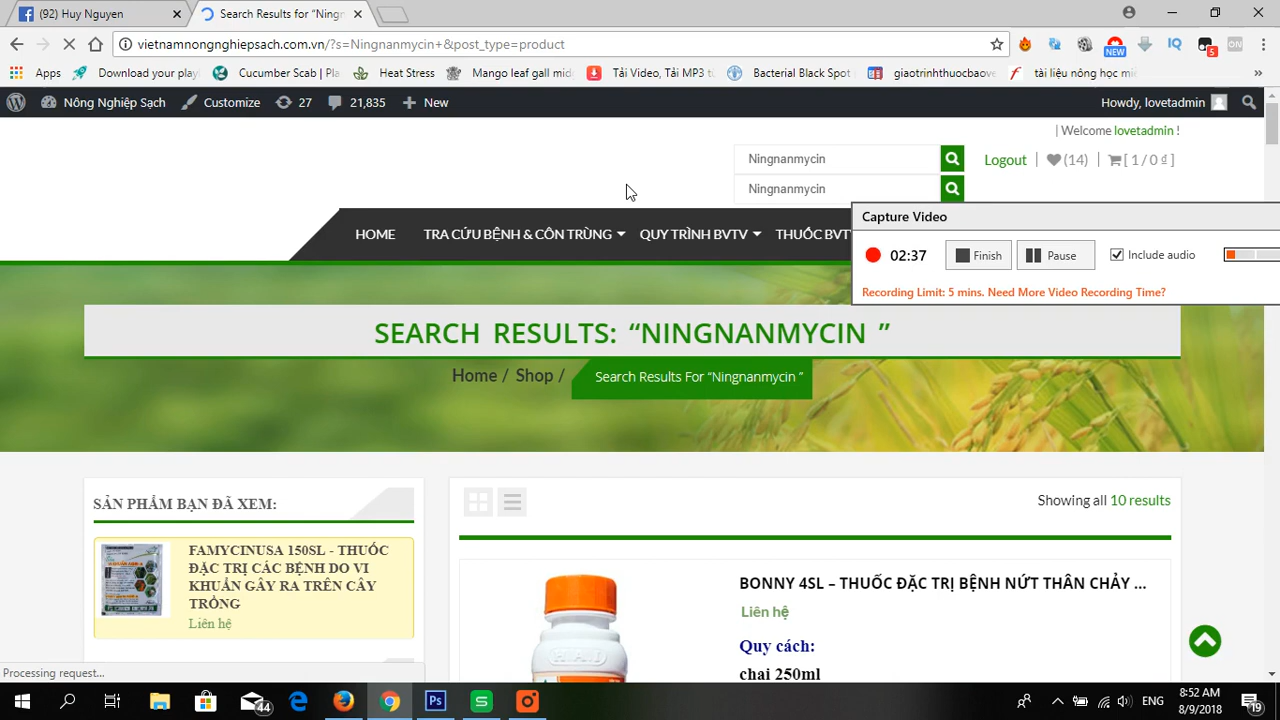 (92) Huy Nguyen
Search Results for “Ningn
vietnamnongnghiepsach.com.vn/?s=Ningnanmycin+&post_type=product
NEW
IQ
5
ON
Apps
Download your play
Cucumber Scab, Pla
Heat Stress
Mango leaf gall mid
Tải Video, Tải MP3 t
Bacterial Black Spot
giaotrinhthuocbaove
tài liệu nông học mi
»
Nông Nghiệp Sạch
Customize
27
21,835
New
Howdy, lovetadmin
| Welcome lovetadmin !
Ningnanmycin
Logout
(14)
[ 1 / 0 ₫ ]
Ningnanmycin
HOME
TRA CỨU BỆNH & CÔN TRÙNG
QUY TRÌNH BVTV
THUỐC BVT
Capture Video
02:37
Finish
Pause
Include audio
Recording Limit: 5 mins. Need More Video Recording Time?
SEARCH RESULTS: “NINGNANMYCIN ”
Home / Shop /
Search Results For “Ningnanmycin ”
SẢN PHẨM BẠN ĐÃ XEM:
Showing all 10 results
FAMYCINUSA 150SL - THUỐC
ĐẶC TRỊ CÁC BỆNH DO VI
KHUẨN GÂY RA TRÊN CÂY
TRỒNG
Liên hệ
BONNY 4SL – THUỐC ĐẶC TRỊ BỆNH NỨT THÂN CHẢY ...
Liên hệ
Quy cách:
chai 250ml
H.A.I
Processing request...
44
Ps
S
ENG
8:52 AM
8/9/2018
19